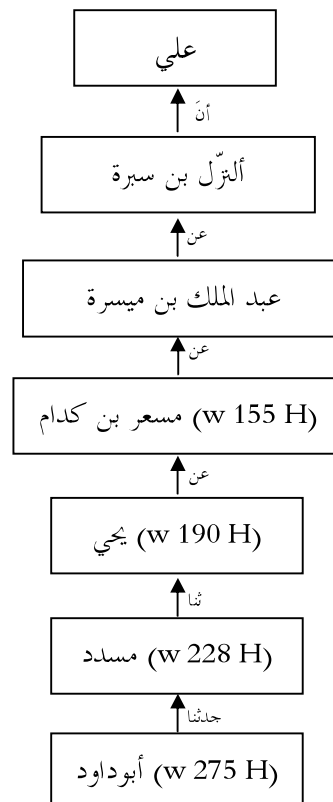 علي
أنَ
ألنزّل بن سبرة
عن
عبد الملك بن ميسرة
عن
مسعر بن كدام (w 155 H)
عن
يحي (w 190 H)
ثنا
مسدد (w 228 H)
جدثنا
أبوداود (w 275 H)